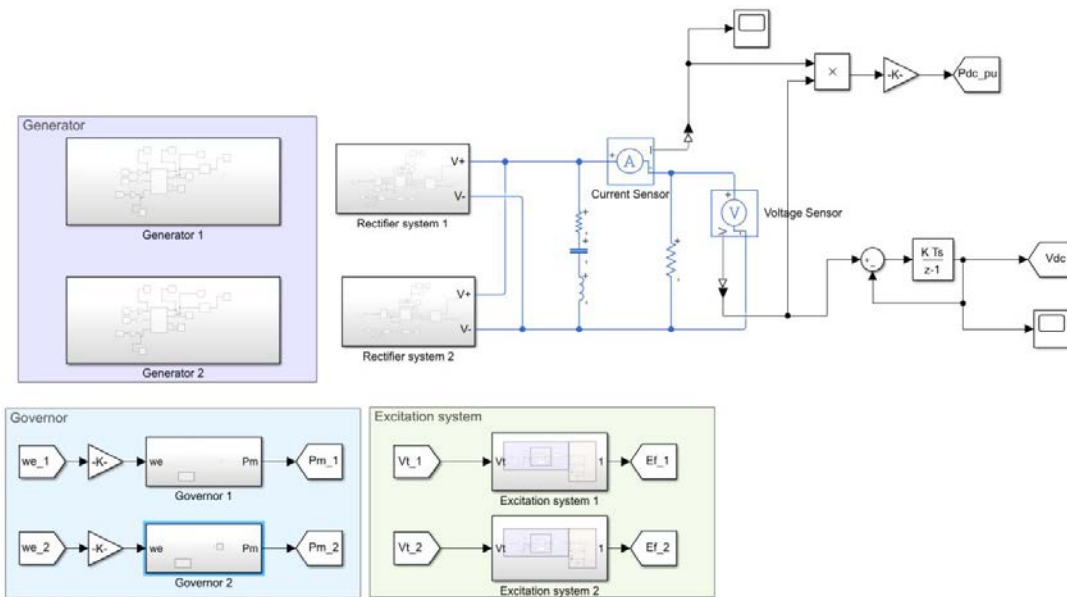 ×
-K-
Pdc_pu
Generator
Generator 1
Generator 2
V+
V-
Rectifier system 1
V+
V-
Rectifier system 2
+
A
I
Current Sensor
+
V
V
Voltage Sensor
+
-
+
-
+
-
+
-
+
-
K Ts
z-1
Vdc
Governor
we_1
-K-
we
Pm
Pm_1
Governor 1
we_2
-K-
we
Pm
Pm_2
Governor 2
Excitation system
Vt_1
Vt
1
Ef_1
Excitation system 1
Vt_2
Vt
1
Ef_2
Excitation system 2